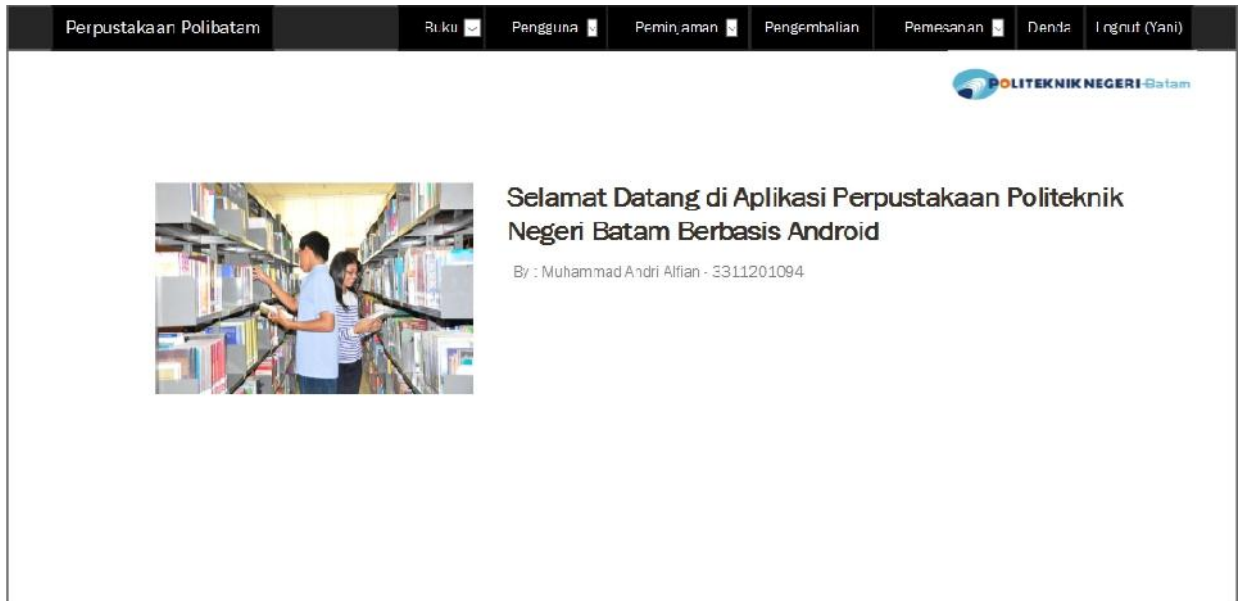 Perpustakaan Polibatam
Buku
Pengguna
Peminjaman
Pengembalian
Pemesanan
Denda
Logout (Yani)
POLITEKNIK NEGERI-Batam
Selamat Datang di Aplikasi Perpustakaan Politeknik
Negeri Batam Berbasis Android
By : Muhammad Andri Alfian - 3311201094